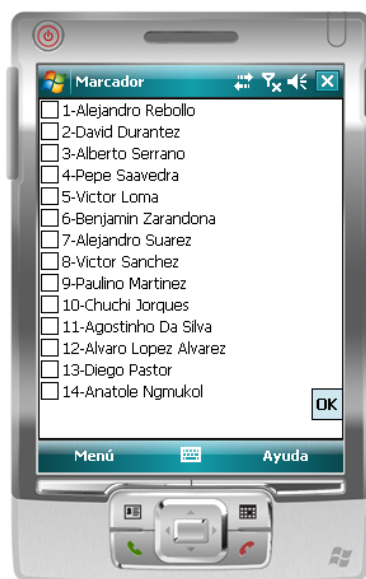 Marcador
1-Alejandro Rebollo
2-David Durantez
3-Alberto Serrano
4-Pepe Saavedra
5-Victor Loma
6-Benjamin Zarandona
7-Alejandro Suarez
8-Victor Sanchez
9-Paulino Martinez
10-Chuchi Jorques
11-Agostinho Da Silva
12-Alvaro Lopez Alvarez
13-Diego Pastor
14-Anatole Ngmukol
OK
Menú Ayuda